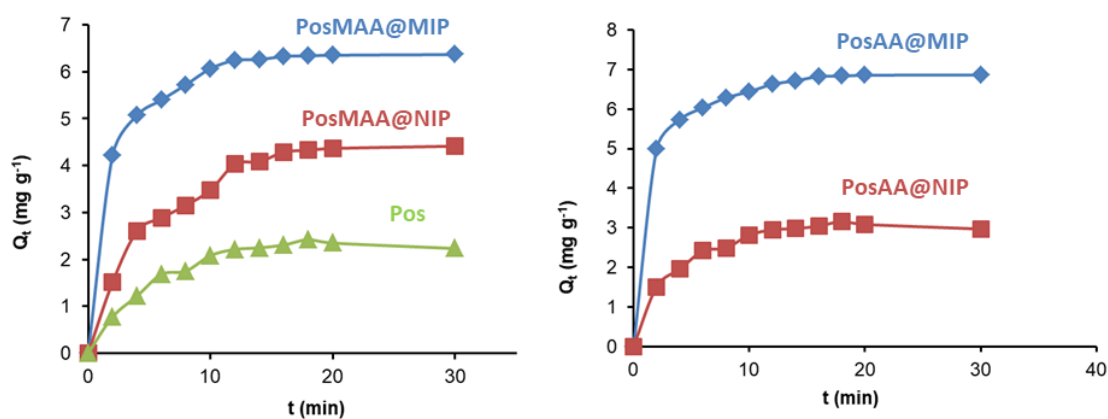 PosMAA@MIP
PosMAA@NIP
Pos
Qt (mg g-1)
7
6
5
4
3
2
1
0
0 10 20 30
t (min)
PosAA@MIP
PosAA@NIP
Qt (mg g-1)
8
7
6
5
4
3
2
1
0
0 10 20 30 40
t (min)